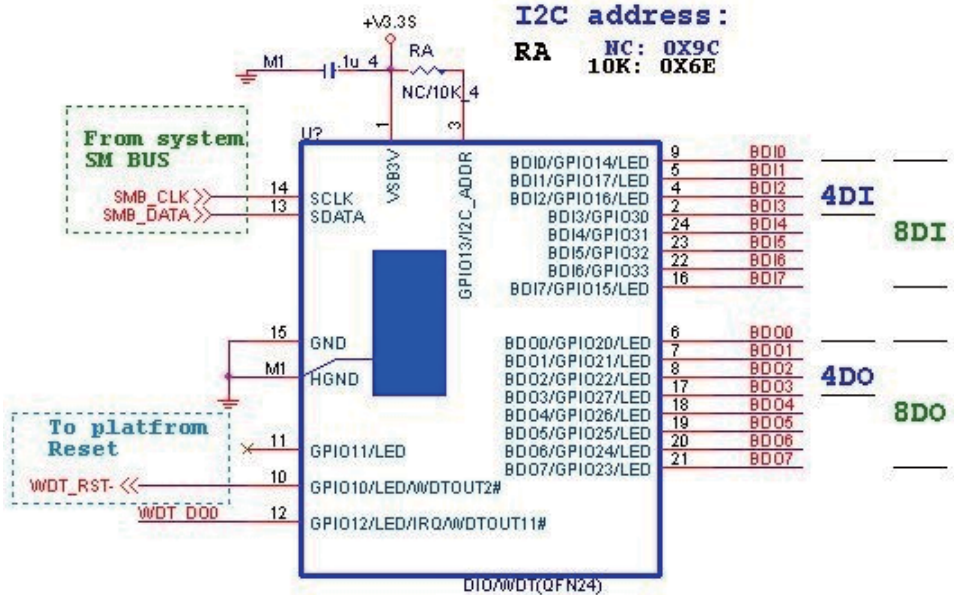 I2C address:
RA NC: 0X9C
10K: 0X6E
+V3.3S
M1 .1u_4 RA
NC/10K_4
From system
SM BUS
SMB_CLK
SMB_DATA
U?
1
3
VSB3V
GPIO13/I2C_ADDR
14 SCLK
13 SDATA
15 GND
M1 HGND
To platfrom
Reset
11 GPIO11/LED
WDT_RST- 10 GPIO10/LED/WDTOUT2#
WDT_DO0 12 GPIO12/LED/IRQ/WDTOUT11#
BDI0/GPIO14/LED 9 BDI0
BDI1/GPIO17/LED 5 BDI1
BDI2/GPIO16/LED 4 BDI2
BDI3/GPIO30 2 BDI3
BDI4/GPIO31 24 BDI4
BDI5/GPIO32 23 BDI5
BDI6/GPIO33 22 BDI6
BDI7/GPIO15/LED 16 BDI7
4DI
8DI
BDO0/GPIO20/LED 6 BDO0
BDO1/GPIO21/LED 7 BDO1
BDO2/GPIO22/LED 8 BDO2
BDO3/GPIO27/LED 17 BDO3
BDO4/GPIO26/LED 18 BDO4
BDO5/GPIO25/LED 19 BDO5
BDO6/GPIO24/LED 20 BDO6
BDO7/GPIO23/LED 21 BDO7
4DO
8DO
DIO/WDT(QFN24)